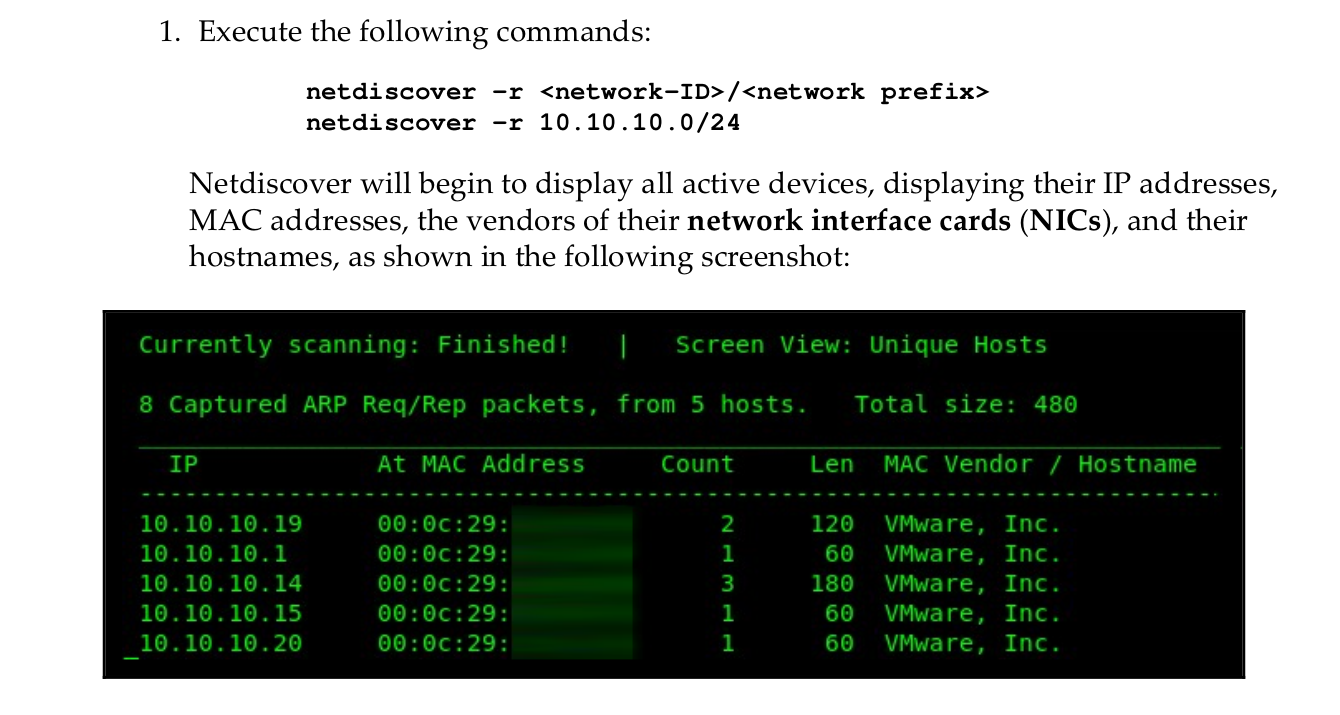 1. Execute the following commands:
netdiscover -r <network-ID>/<network prefix>
netdiscover -r 10.10.10.0/24
Netdiscover will begin to display all active devices, displaying their IP addresses,
MAC addresses, the vendors of their network interface cards (NICs), and their
hostnames, as shown in the following screenshot:
Currently scanning: Finished! | Screen View: Unique Hosts
8 Captured ARP Req/Rep packets, from 5 hosts. Total size: 480
IP At MAC Address Count Len MAC Vendor / Hostname
10.10.10.19 00:0c:29: 2 120 VMware, Inc.
10.10.10.1 00:0c:29: 1 60 VMware, Inc.
10.10.10.14 00:0c:29: 3 180 VMware, Inc.
10.10.10.15 00:0c:29: 1 60 VMware, Inc.
10.10.10.20 00:0c:29: 1 60 VMware, Inc.